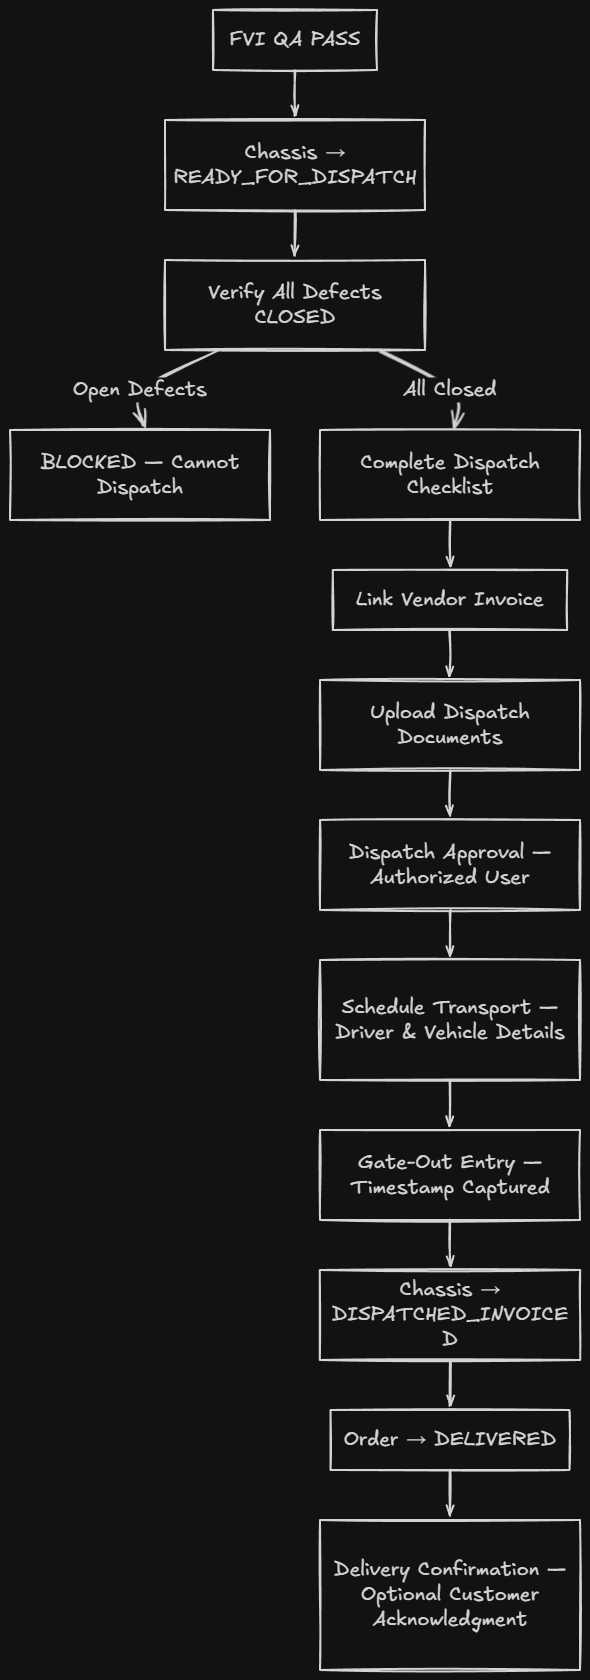 FVI QA PASS
Chassis →
READY_FOR_DISPATCH
Verify All Defects
CLOSED
Open Defects
All Closed
BLOCKED — Cannot
Dispatch
Complete Dispatch
Checklist
Link Vendor Invoice
Upload Dispatch
Documents
Dispatch Approval —
Authorized User
Schedule Transport —
Driver & Vehicle Details
Gate-Out Entry —
Timestamp Captured
Chassis →
DISPATCHED_INVOICE
D
Order → DELIVERED
Delivery Confirmation —
Optional Customer
Acknowledgment